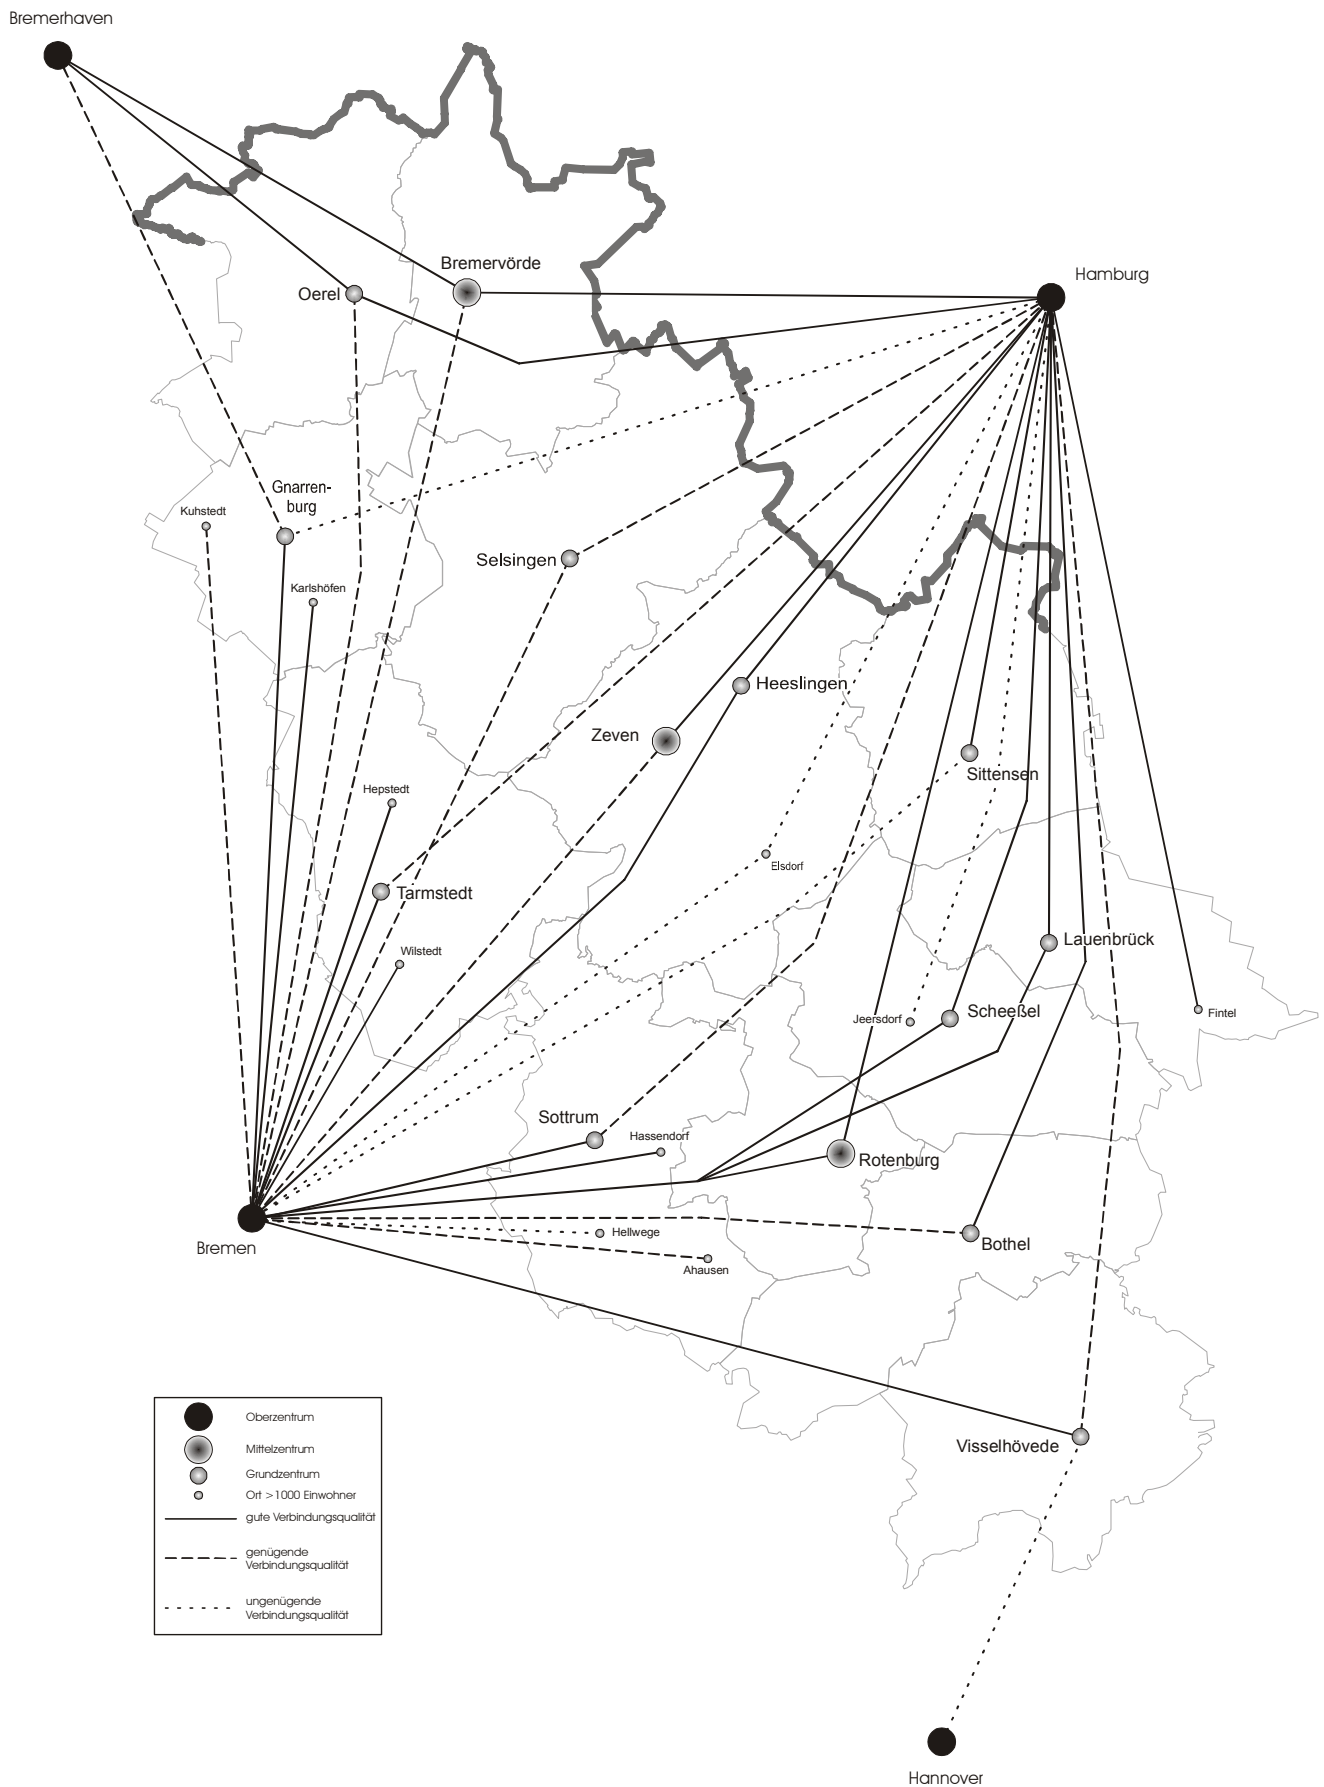 Bremerhaven
Bremervörde
Hamburg
Oerel
Gnarren-
burg
Kuhstedt
Selsingen
Karlshöfen
Heeslingen
Zeven
Sittensen
Hepstedt
Elsdorf
Tarmstedt
Lauenbrück
Wilstedt
Scheeßel
Fintel
Jeersdorf
Sottrum
Hassendorf
Rotenburg
Hellwege
Bothel
Bremen
Ahausen
Visselhövede
Oberzentrum
Mittelzentrum
Grundzentrum
Ort >1000 Einwohner
gute Verbindungsqualität
genügende
Verbindungsqualität
ungenügende
Verbindungsqualität
Hannover